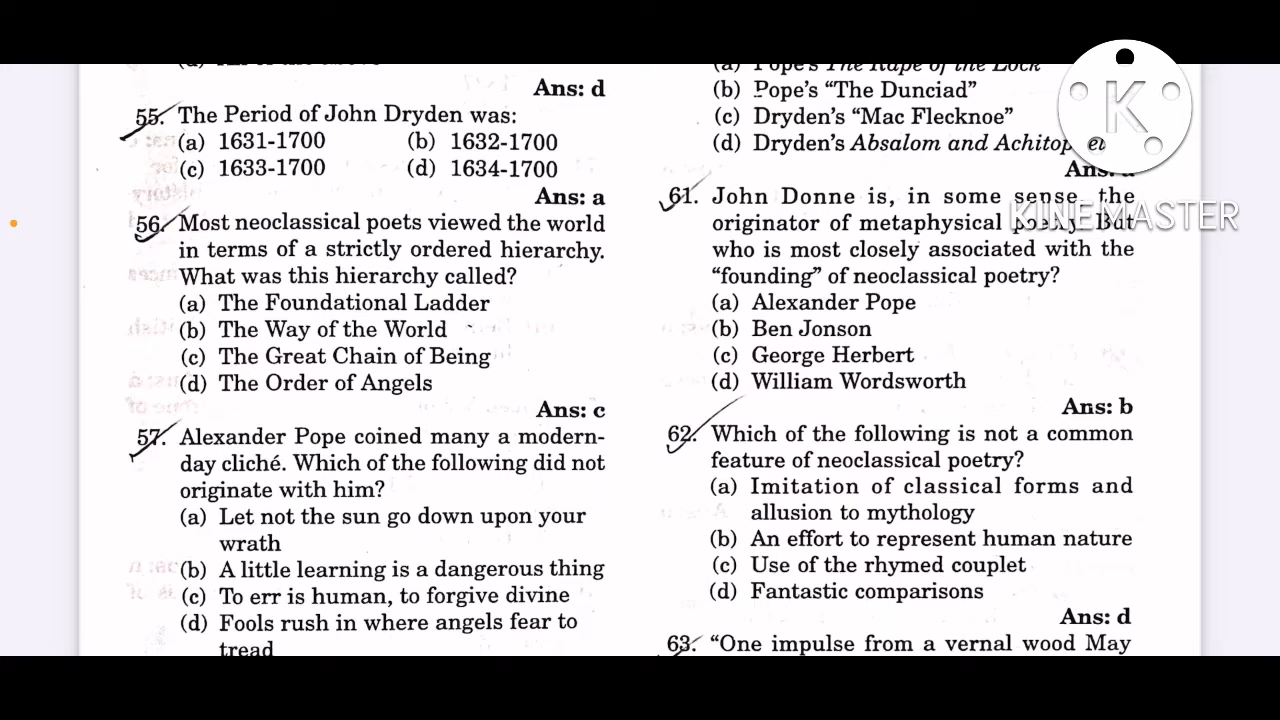 Ans: d
55. The Period of John Dryden was:
(a) 1631-1700 (b) 1632-1700
(c) 1633-1700 (d) 1634-1700
Ans: a
56. Most neoclassical poets viewed the world
in terms of a strictly ordered hierarchy.
What was this hierarchy called?
(a) The Foundational Ladder
(b) The Way of the World
(c) The Great Chain of Being
(d) The Order of Angels
Ans: c
57. Alexander Pope coined many a modern-
day cliché. Which of the following did not
originate with him?
(a) Let not the sun go down upon your
wrath
(b) A little learning is a dangerous thing
(c) To err is human, to forgive divine
(d) Fools rush in where angels fear to
tread
(a) Pope's The Rape of the Lock
(b) Pope's “The Dunciad”
(c) Dryden's “Mac Flecknoe”
(d) Dryden's Absalom and
Ans:
61. John Donne is, in some sense, the
originator of metaphysical poetry. But
who is most closely associated with the
“founding” of neoclassical poetry?
(a) Alexander Pope
(b) Ben Jonson
(c) George Herbert
(d) William Wordsworth
Ans: b
62. Which of the following is not a common
feature of neoclassical poetry?
(a) Imitation of classical forms and
allusion to mythology
(b) An effort to represent human nature
(c) Use of the rhymed couplet
(d) Fantastic comparisons
Ans: d
63. “One impulse from a vernal wood May
K
KINEMASTER